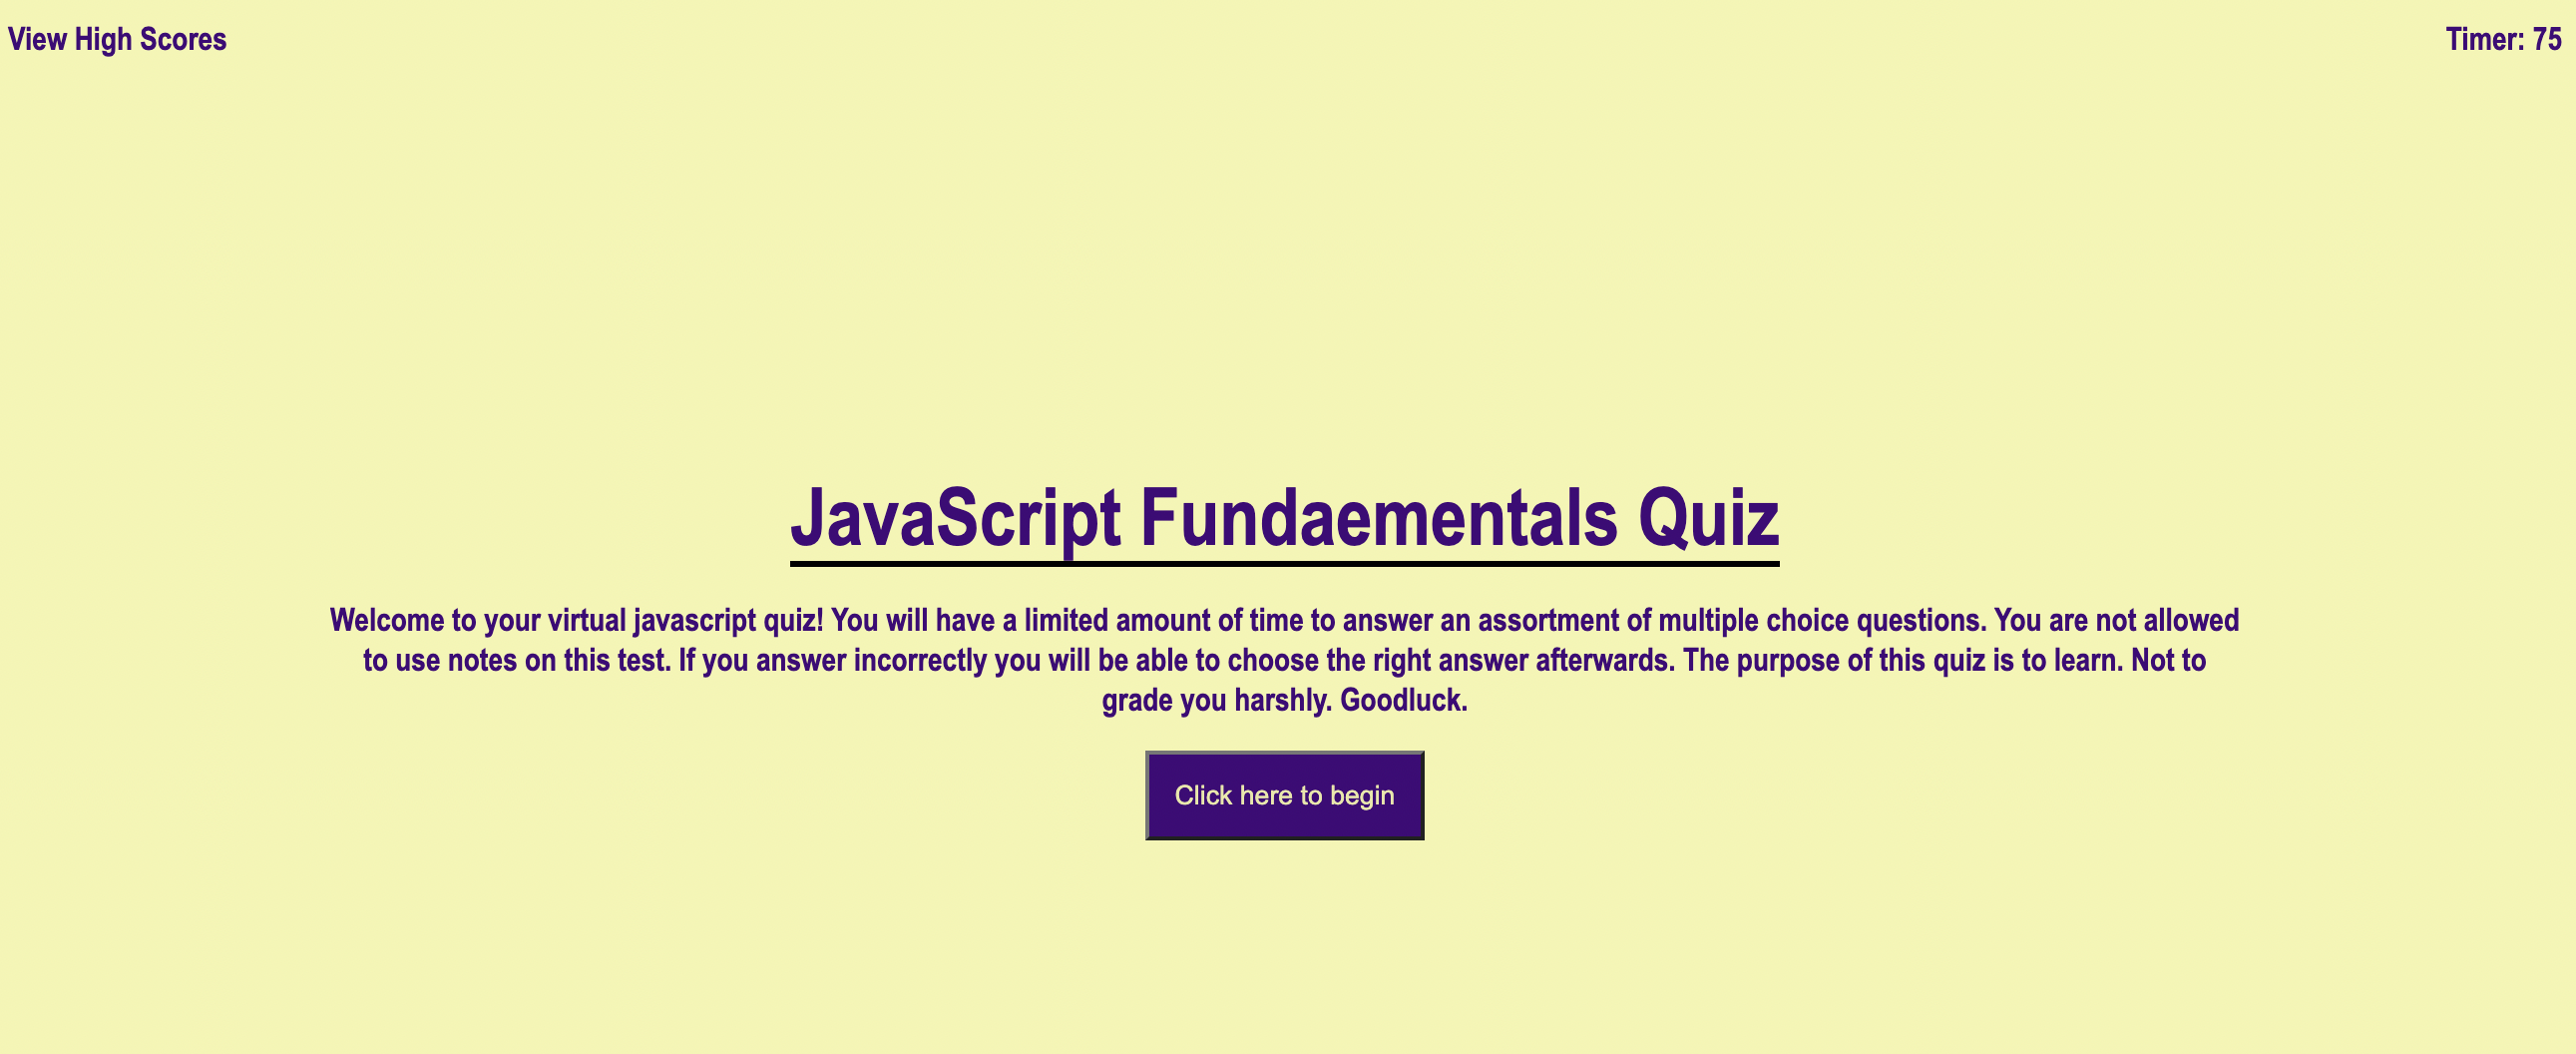 View High Scores
Timer: 75
JavaScript Fundaementals Quiz
Welcome to your virtual javascript quiz! You will have a limited amount of time to answer an assortment of multiple choice questions. You are not allowed
to use notes on this test. If you answer incorrectly you will be able to choose the right answer afterwards. The purpose of this quiz is to learn. Not to
grade you harshly. Goodluck.
Click here to begin